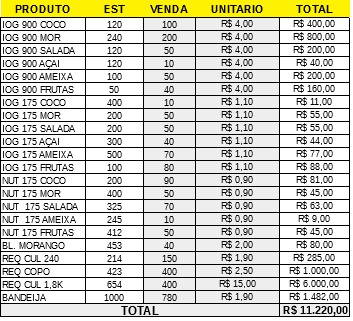 PRODUTO EST VENDA UNITARIO TOTAL
IOG 900 COCO 120 100 R$ 4,00 R$ 400,00
IOG 900 MOR 240 200 R$ 4,00 R$ 800,00
IOG 900 SALADA 120 50 R$ 4,00 R$ 200,00
IOG 900 AÇAI 120 10 R$ 4,00 R$ 40,00
IOG 900 AMEIXA 100 50 R$ 4,00 R$ 200,00
IOG 900 FRUTAS 50 40 R$ 4,00 R$ 160,00
IOG 175 COCO 400 10 R$ 1,10 R$ 11,00
IOG 175 MOR 200 50 R$ 1,10 R$ 55,00
IOG 175 SALADA 200 50 R$ 1,10 R$ 55,00
IOG 175 AÇAI 300 40 R$ 1,10 R$ 44,00
IOG 175 AMEIXA 500 70 R$ 1,10 R$ 77,00
IOG 175 FRUTAS 100 80 R$ 1,10 R$ 88,00
NUT 175 COCO 200 90 R$ 0,90 R$ 81,00
NUT 175 MOR 400 50 R$ 0,90 R$ 45,00
NUT 175 SALADA 325 70 R$ 0,90 R$ 63,00
NUT 175 AMEIXA 245 10 R$ 0,90 R$ 9,00
NUT 175 FRUTAS 412 50 R$ 0,90 R$ 45,00
BL. MORANGO 453 40 R$ 2,00 R$ 80,00
REQ CUL 240 214 150 R$ 1,90 R$ 285,00
REQ COPO 423 400 R$ 2,50 R$ 1.000,00
REQ CUL 1,8K 654 400 R$ 15,00 R$ 6.000,00
BANDEIJA 1000 780 R$ 1,90 R$ 1.482,00
TOTAL R$ 11.220,00